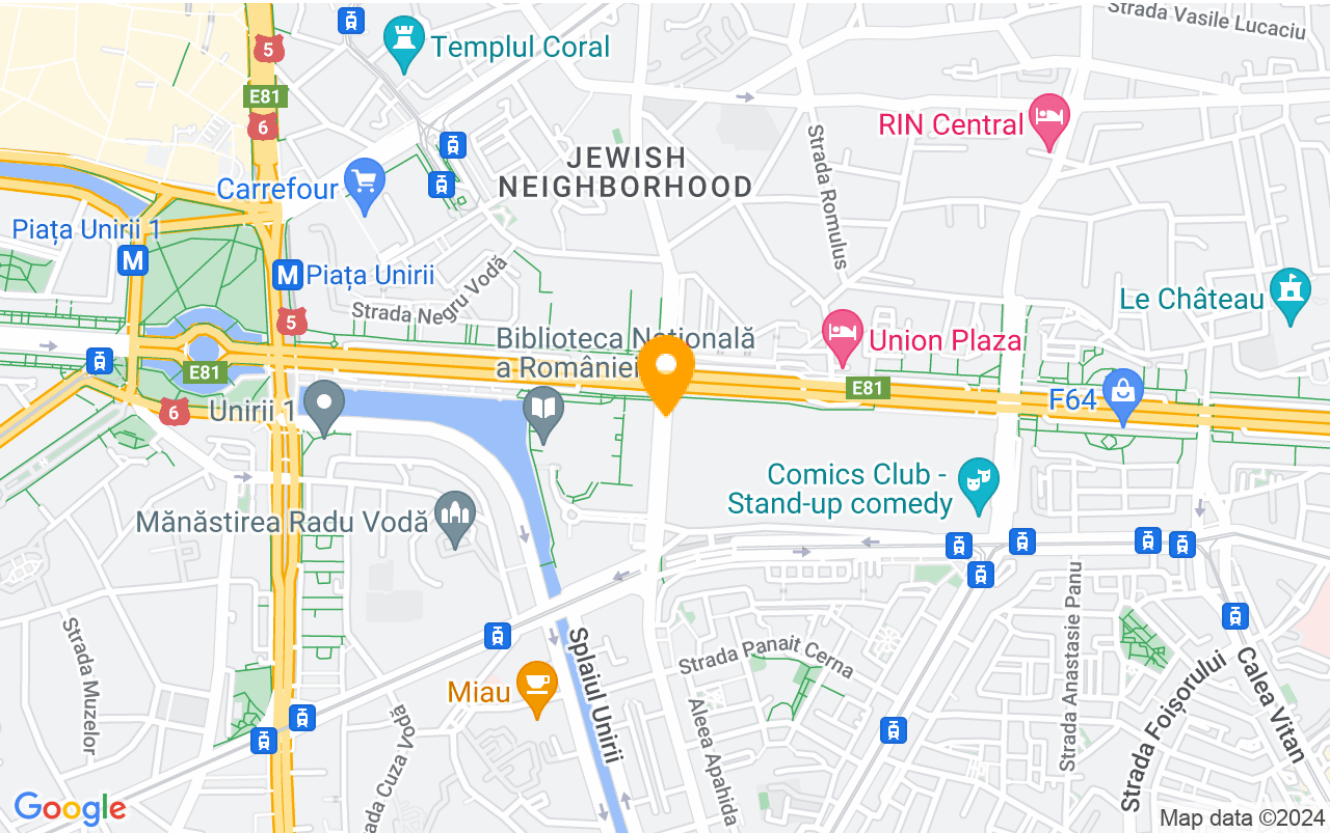 Strada Vasile Lucaciu
5
Templul Coral
E81
6
RIN Central
JEWISH
NEIGHBORHOOD
Strada Romulus
Carrefour
Piața Unirii 1
M
M
Piața Unirii
Strada Negru Vodă
Le Château
5
Biblioteca Națională
a României
Union Plaza
E81
E81
F64
6
Unirii 1
Comics Club -
Stand-up comedy
Mănăstirea Radu Vodă
Strada Anastasie Panu
Strada Muzelor
Splaiul Unirii
Strada Panait Cerna
Strada Foișorului
Calea Vitan
Miau
Aleea Apahida
ada Cuza Vodă
Google
Map data ©2024